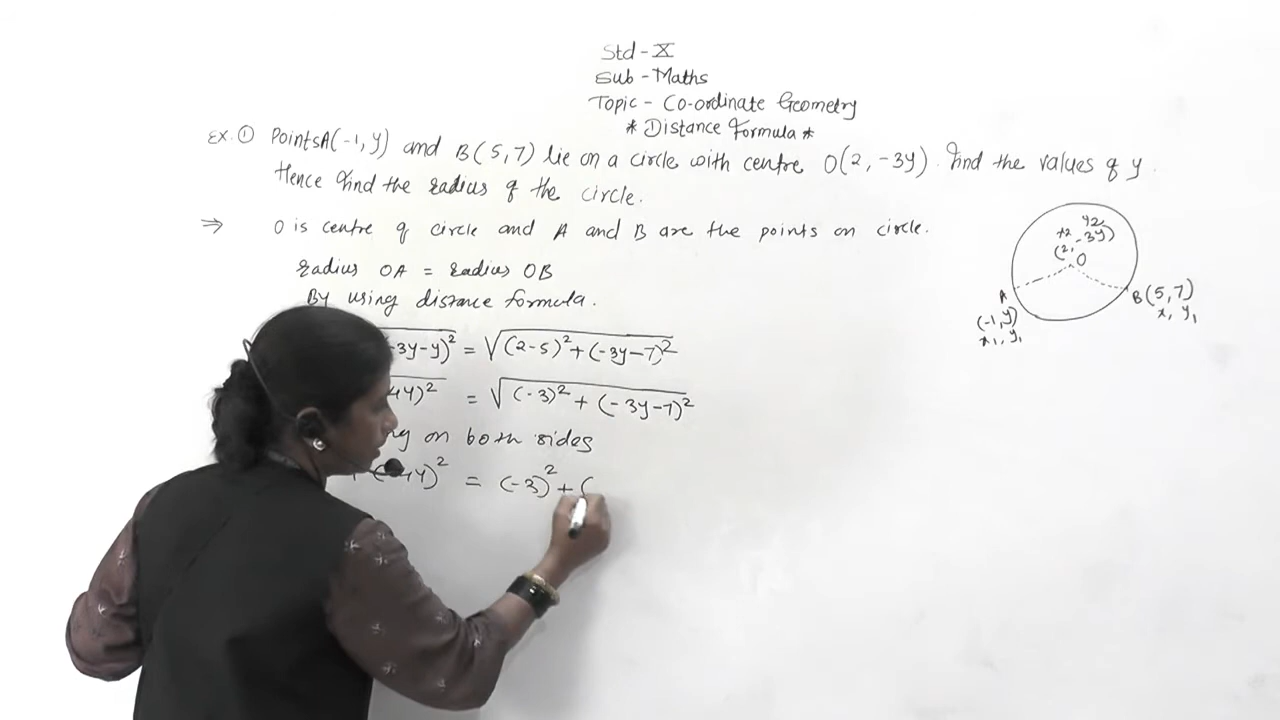 Std - X
Sub - Maths
Topic - Co-ordinate Geometry
* Distance Formula *
Ex. ① Points A(-1, y) and B(5, 7) lie on a circle with centre O(2, -3y). Find the values of y.
Hence find the radius of the circle.
⇒ O is centre of circle and A and B are the points on circle.
radius OA = radius OB
By using distance formula.
3y-y)² = √(2-5)²+(-3y-7)²
4y)² = √(-3)²+(-3y-7)²
on both sides
4y)² = (-3)²+(
(2, -3y)
O
A
(-1, y)
x₁, y₁
B(5, 7)
x, y₁